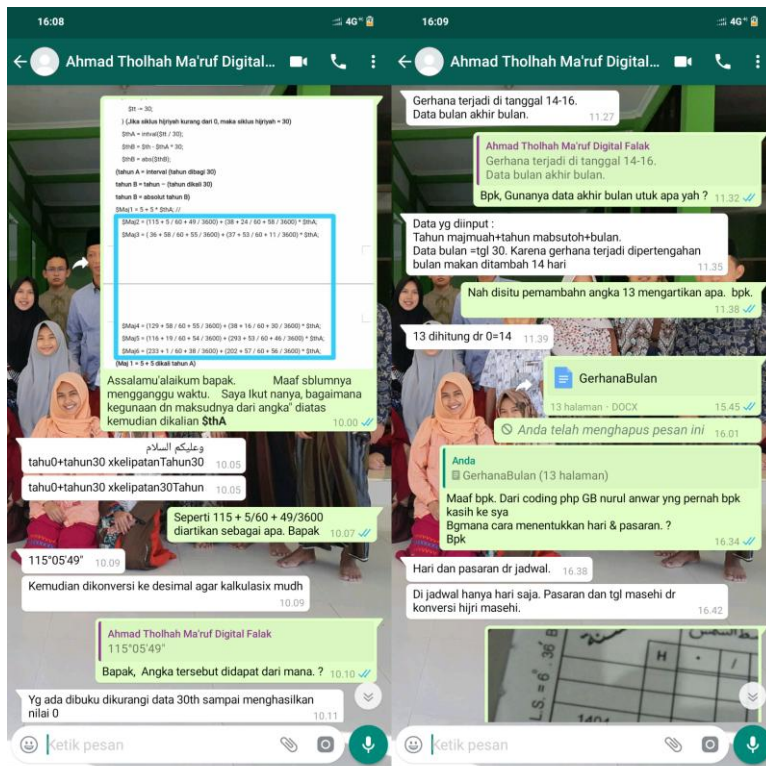 16:08
4G
Ahmad Tholhah Ma'ruf Digital...
$tt -= 30;
} (Jika siklus hijriyah kurang dari 0, maka siklus hijriyah = 30)
$thA = intval($tt / 30);
$thB = $th - $thA * 30;
$thB = abs($thB);
(tahun A = interval (tahun dibagi 30)
tahun B = tahun – (tahun dikali 30)
tahun B = absolut tahun B)
$Maj1 = 5 + 5 * $thA; //
$Maj2 = (115 + 5 / 60 + 49 / 3600) + (38 + 24 / 60 + 58 / 3600) * $thA;
$Maj3 = ( 36 + 58 / 60 + 55 / 3600) + (37 + 53 / 60 + 11 / 3600) * $thA;
$Maj4 = (129 + 58 / 60 + 55 / 3600) + (38 + 16 / 60 + 30 / 3600) * $thA;
$Maj5 = (116 + 19 / 60 + 54 / 3600) + (293 + 53 / 60 + 46 / 3600) * $thA;
$Maj6 = (233 + 1 / 60 + 38 / 3600) + (202 + 57 / 60 + 56 / 3600) * $thA;
(Maj 1 = 5 + 5 dikali tahun A)
Assalamu'alaikum bapak. Maaf sblumnya
mengganggu waktu. Saya Ikut nanya, bagaimana
kegunaan dn maksudnya dari angka" diatas
kemudian dikalian $thA
10.00
وعليكم السلام
tahu0+tahun30 xkelipatanTahun30 10.05
tahu0+tahun30 xkelipatan30Tahun 10.05
Seperti 115 + 5/60 + 49/3600
diartikan sebagai apa. Bapak 10.07
115°05'49" 10.09
Kemudian dikonversi ke desimal agar kalkulasix mudh
10.09
Ahmad Tholhah Ma'ruf Digital Falak
115°05'49"
Bapak, Angka tersebut didapat dari mana. ? 10.10
Yg ada dibuku dikurangi data 30th sampai menghasilkan
nilai 0 10.11
Ketik pesan
16:09
4G
Ahmad Tholhah Ma'ruf Digital...
Gerhana terjadi di tanggal 14-16.
Data bulan akhir bulan. 11.27
Ahmad Tholhah Ma'ruf Digital Falak
Gerhana terjadi di tanggal 14-16.
Data bulan akhir bulan.
Bpk, Gunanya data akhir bulan utuk apa yah ? 11.32
Data yg diinput :
Tahun majmuah+tahun mabsutoh+bulan.
Data bulan =tgl 30. Karena gerhana terjadi dipertengahan
bulan makan ditambah 14 hari 11.35
Nah disitu pemambahn angka 13 mengartikan apa. bpk.
11.38
13 dihitung dr 0=14 11.39
GerhanaBulan
13 halaman · DOCX 15.45
Anda telah menghapus pesan ini 16.01
Anda
GerhanaBulan (13 halaman)
Maaf bpk. Dari coding php GB nurul anwar yng pernah bpk
kasih ke sya
Bgmana cara menentukkan hari & pasaran. ?
Bpk 16.34
Hari dan pasaran dr jadwal. 16.38
Di jadwal hanya hari saja. Pasaran dan tgl masehi dr
konversi hijri masehi. 16.42
L.S. = 6°. 36'
H
1401
Ketik pesan